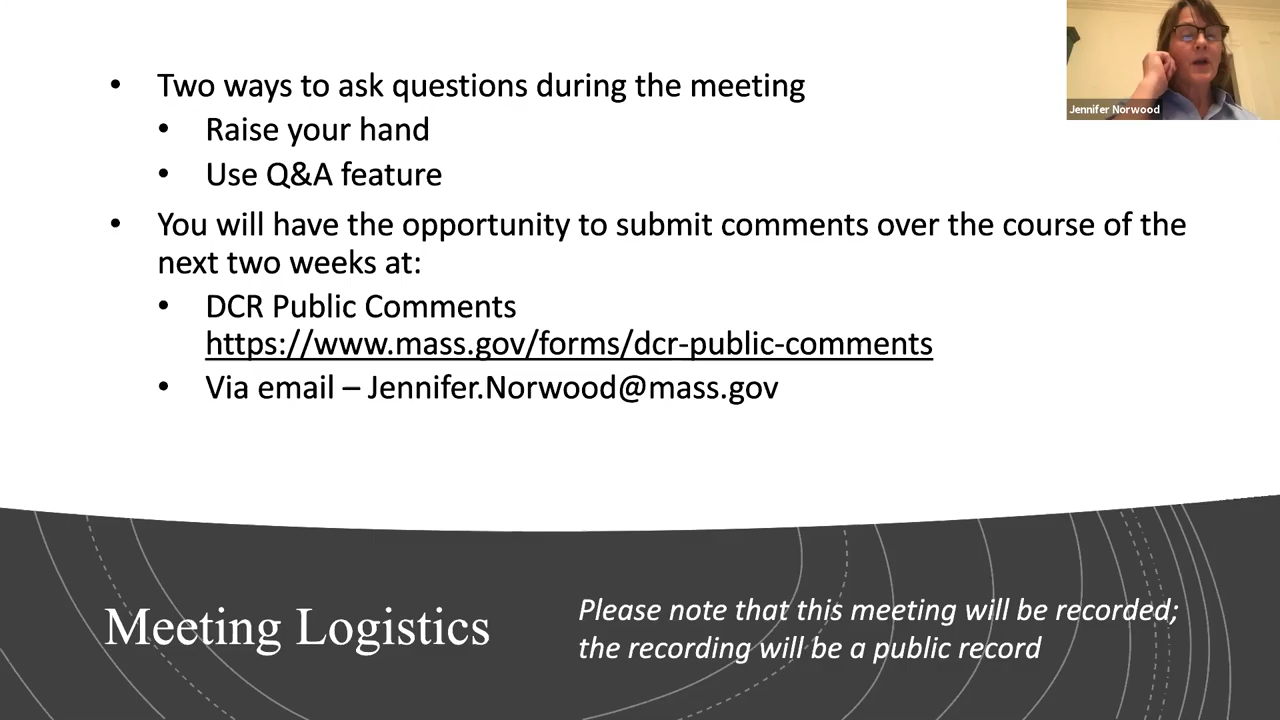 • Two ways to ask questions during the meeting
• Raise your hand
• Use Q&A feature
• You will have the opportunity to submit comments over the course of the
next two weeks at:
• DCR Public Comments
https://www.mass.gov/forms/dcr-public-comments
• Via email – Jennifer.Norwood@mass.gov
Jennifer Norwood
Meeting Logistics
Please note that this meeting will be recorded;
the recording will be a public record